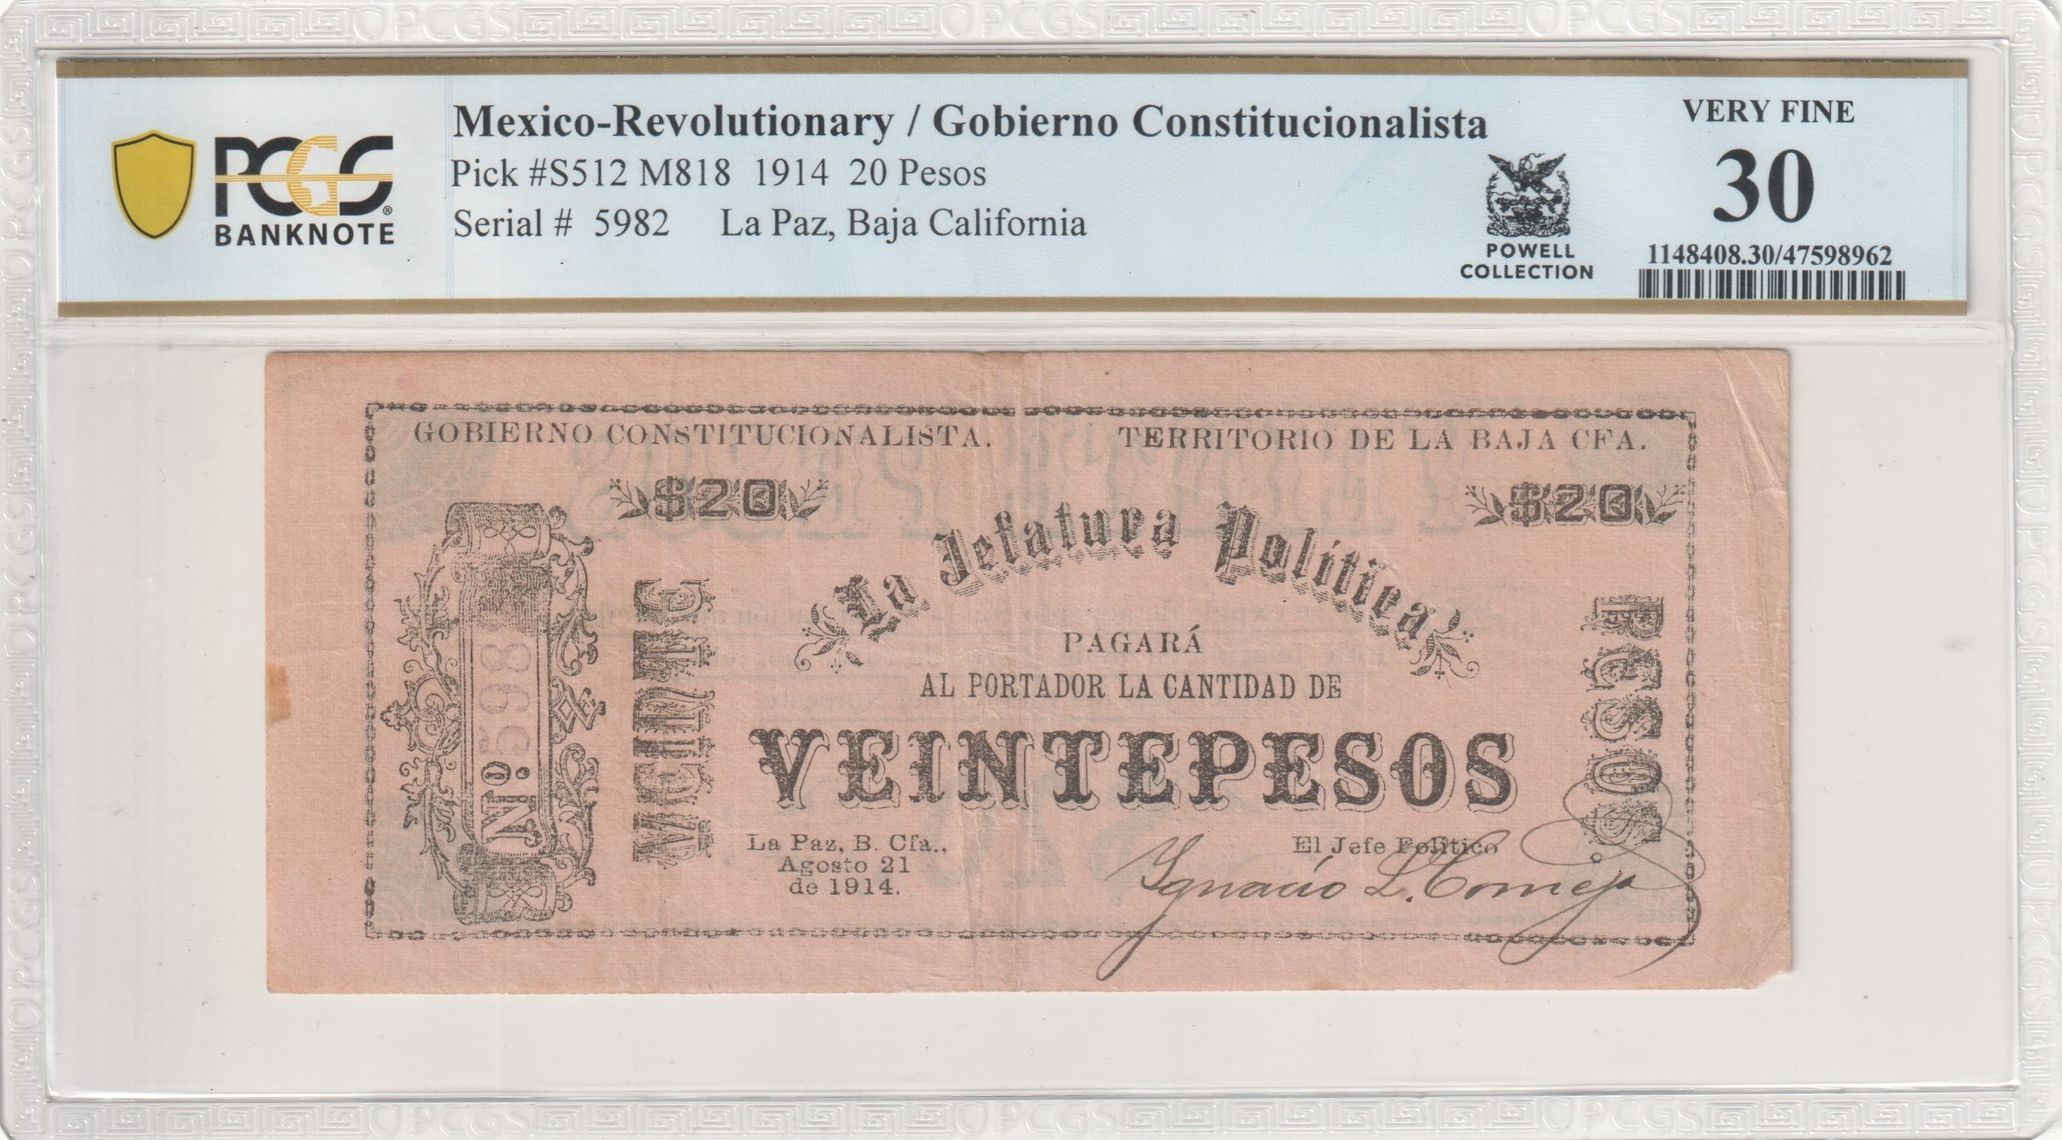 PCGS
BANKNOTE
Mexico-Revolutionary / Gobierno Constitucionalista
Pick #S512 M818 1914 20 Pesos
Serial # 5982 La Paz, Baja California
POWELL
COLLECTION
VERY FINE
30
1148408.30/47598962
GOBIERNO CONSTITUCIONALISTA. TERRITORIO DE LA BAJA CFA.
$20 $20
La Jefatura Política
PAGARÁ
AL PORTADOR LA CANTIDAD DE
VEINTE PESOS
VEINTE
PESOS.
No. 598
La Paz, B. Cfa.,
Agosto 21
de 1914.
El Jefe Político
Ignacio L. Cornejo